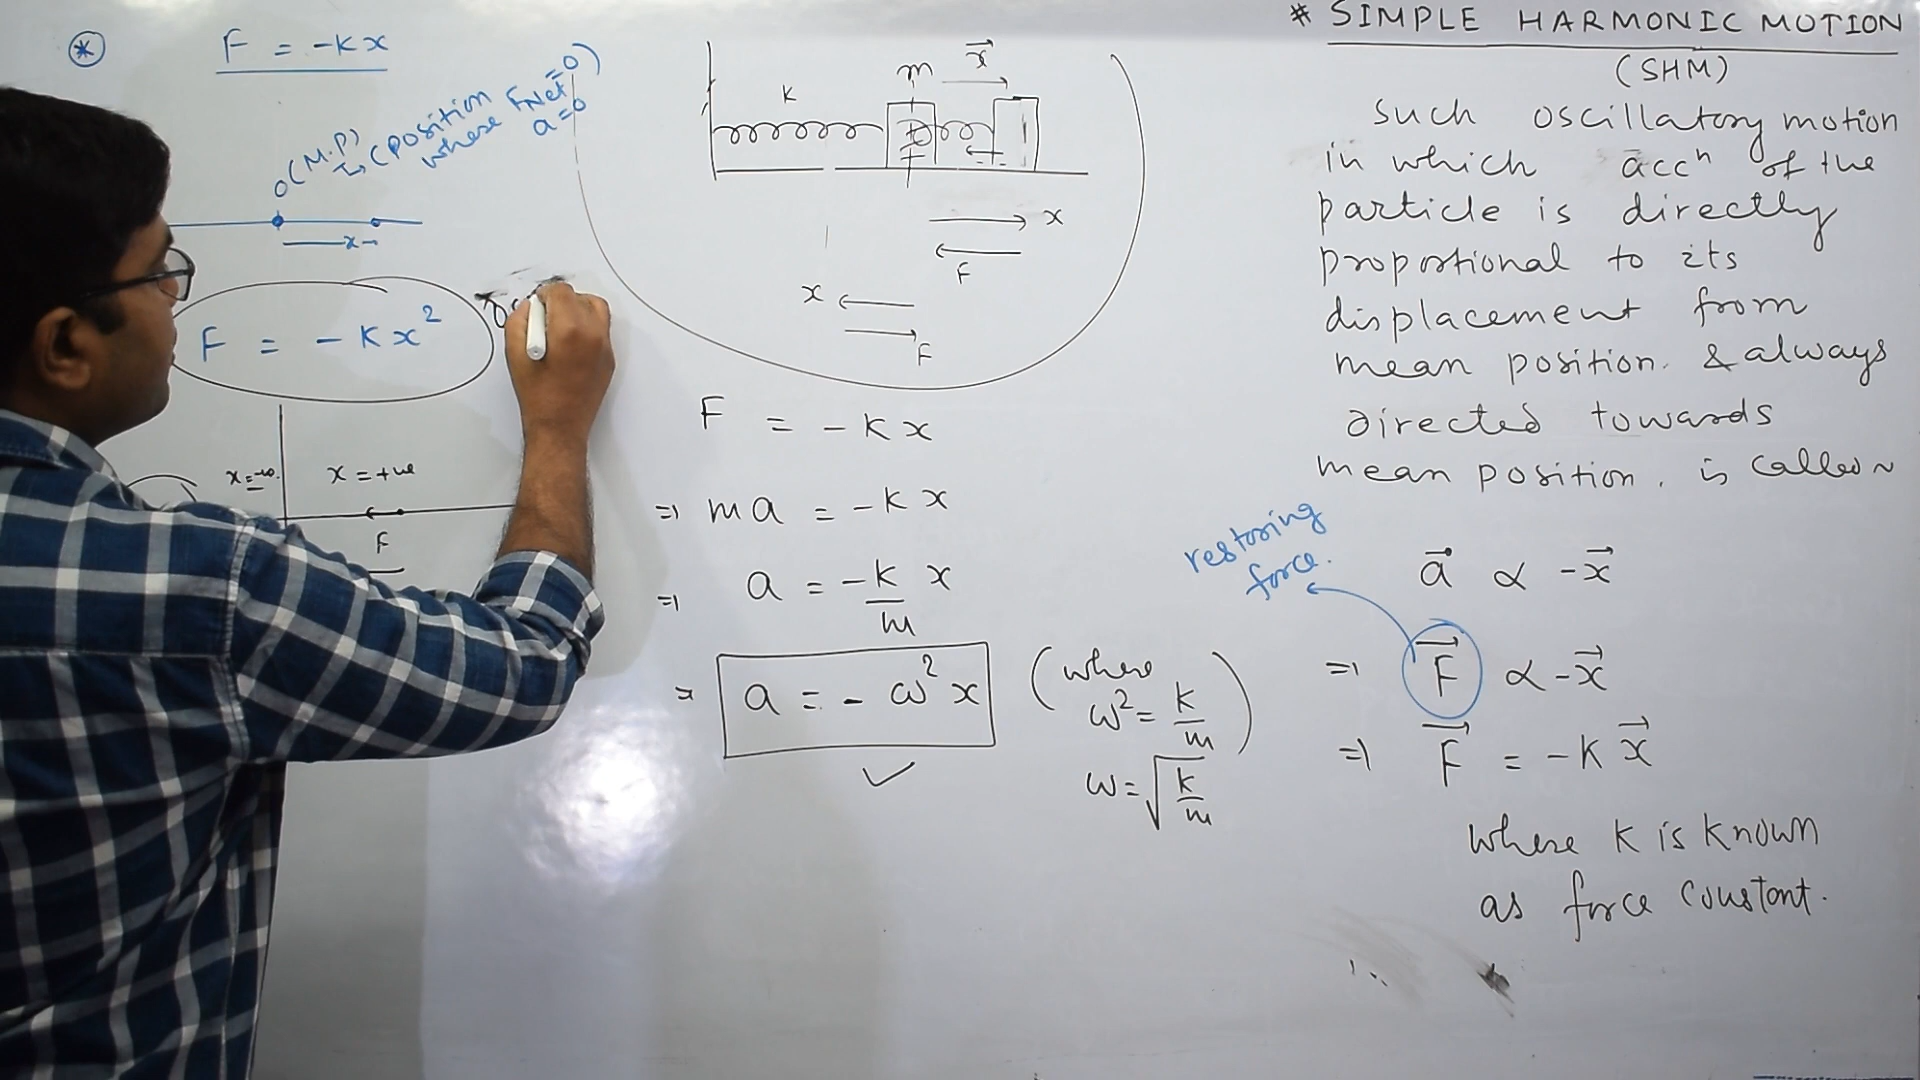 # SIMPLE HARMONIC MOTION
(SHM)
Such oscillatory motion
in which accn of the
particle is directly
proportional to its
displacement from
mean position. & always
directed towards
mean position. is called
a⃗ ∝ -x⃗
⇒ F⃗ ∝ -x⃗
restoring
force.
⇒ F⃗ = -k x⃗
where k is known
as force constant.
m x⃗
k
x
F
x
F
F = -kx
⇒ ma = -kx
⇒ a = -k/m x
⇒ a = -ω² x
(where
ω² = k/m)
ω = √k/m
* F = -kx
O (M.P)
(position
where FNet=0)
a=0
x
F = -kx²
x = -ve
x = +ve
F